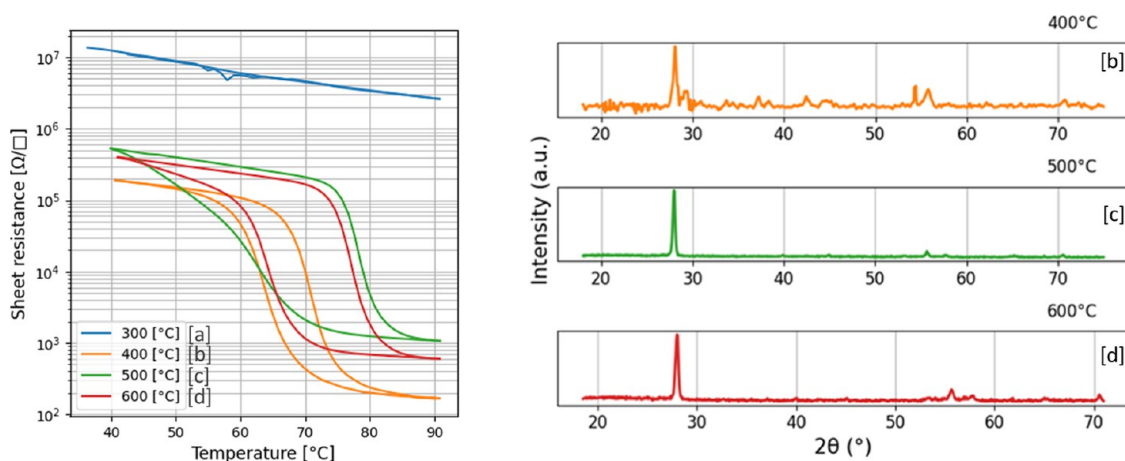 Sheet resistance [Ω/□]
10⁷
10⁶
10⁵
10⁴
10³
10²
300 [°C] [a]
400 [°C] [b]
500 [°C] [c]
600 [°C] [d]
40 50 60 70 80 90
Temperature [°C]
Intensity (a.u.)
400°C
[b]
20 30 40 50 60 70
500°C
[c]
20 30 40 50 60 70
600°C
[d]
20 30 40 50 60 70
2θ (°)